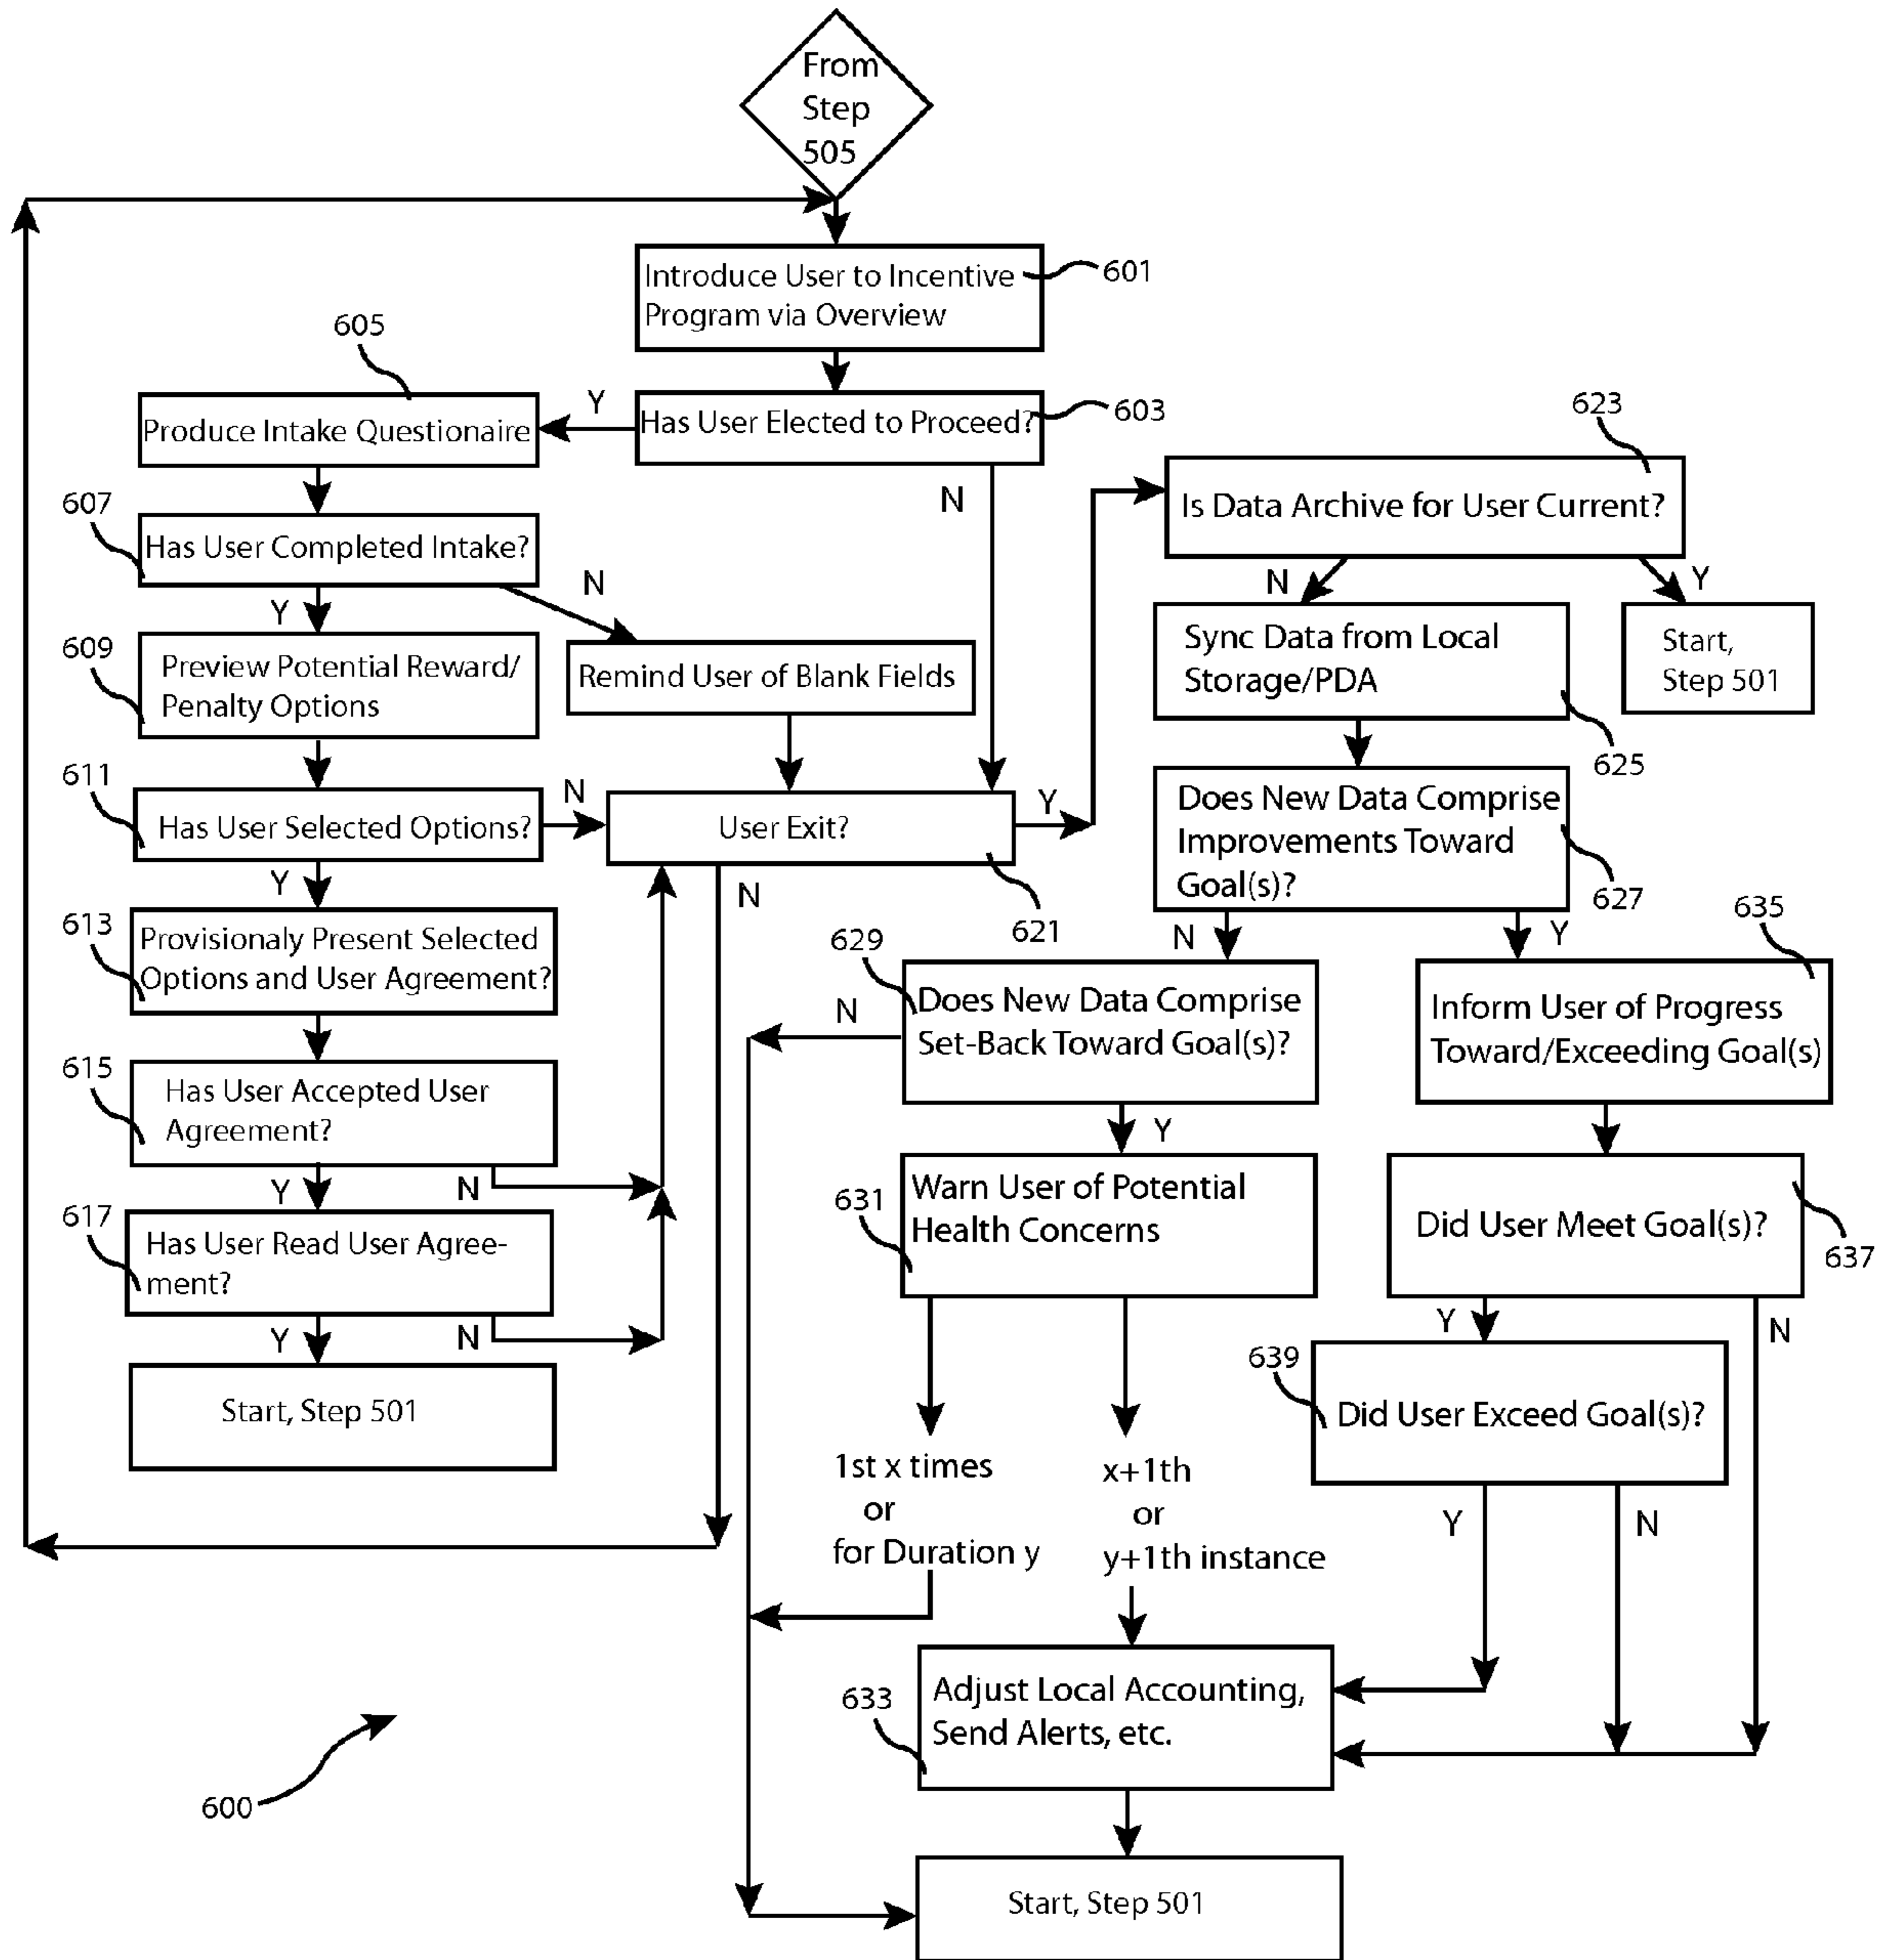 From
Step
505
Introduce User to Incentive
Program via Overview
601
605
Y
Has User Elected to Proceed?
603
Produce Intake Questionaire
N
623
Is Data Archive for User Current?
607
Has User Completed Intake?
N
Y
N
Y
609
Preview Potential Reward/
Penalty Options
Remind User of Blank Fields
Sync Data from Local
Storage/PDA
625
Start,
Step 501
611
Has User Selected Options?
N
User Exit?
Y
621
Does New Data Comprise
Improvements Toward
Goal(s)?
627
Y
N
613
Provisionaly Present Selected
Options and User Agreement?
N
Y
635
629
Does New Data Comprise
Set-Back Toward Goal(s)?
N
Inform User of Progress
Toward/Exceeding Goal(s)
615
Has User Accepted User
Agreement?
Y
Y
N
631
Warn User of Potential
Health Concerns
Did User Meet Goal(s)?
637
617
Has User Read User Agree-
ment?
Y
N
Y
N
Start, Step 501
639
Did User Exceed Goal(s)?
1st x times
or
for Duration y
x+1th
or
y+1th instance
Y
N
633
Adjust Local Accounting,
Send Alerts, etc.
600
Start, Step 501